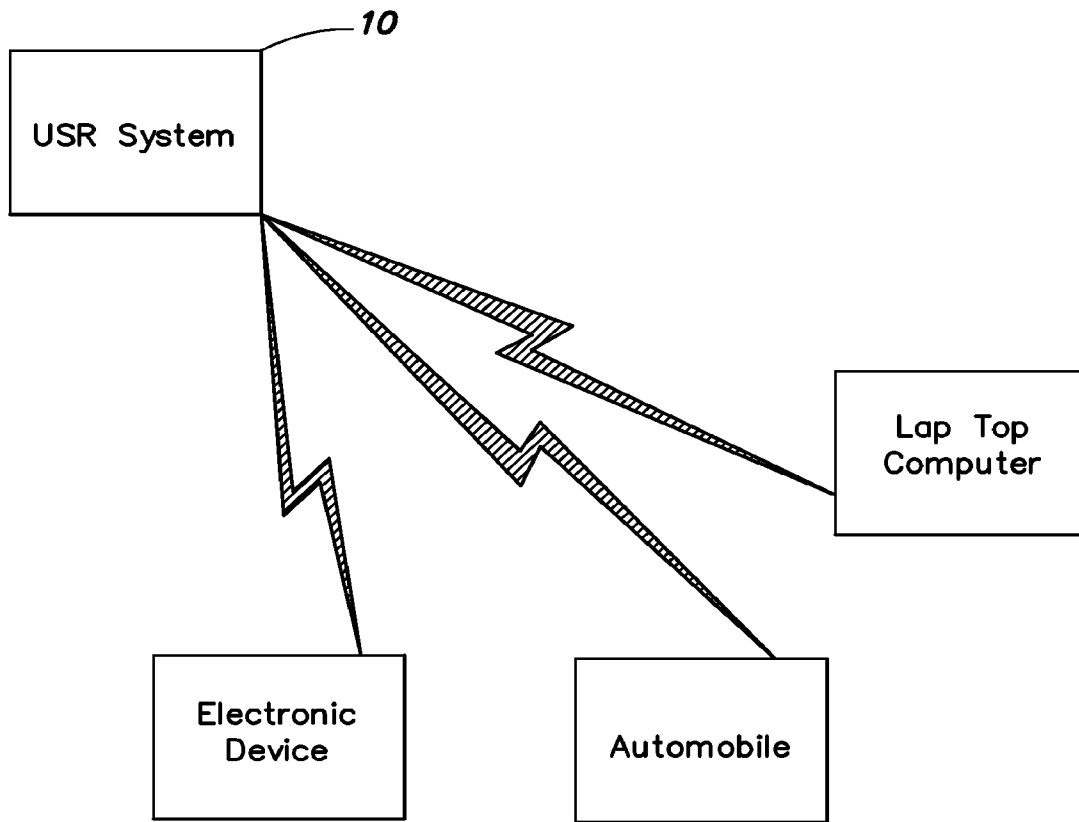 10
USR System
Lap Top
Computer
Electronic
Device
Automobile